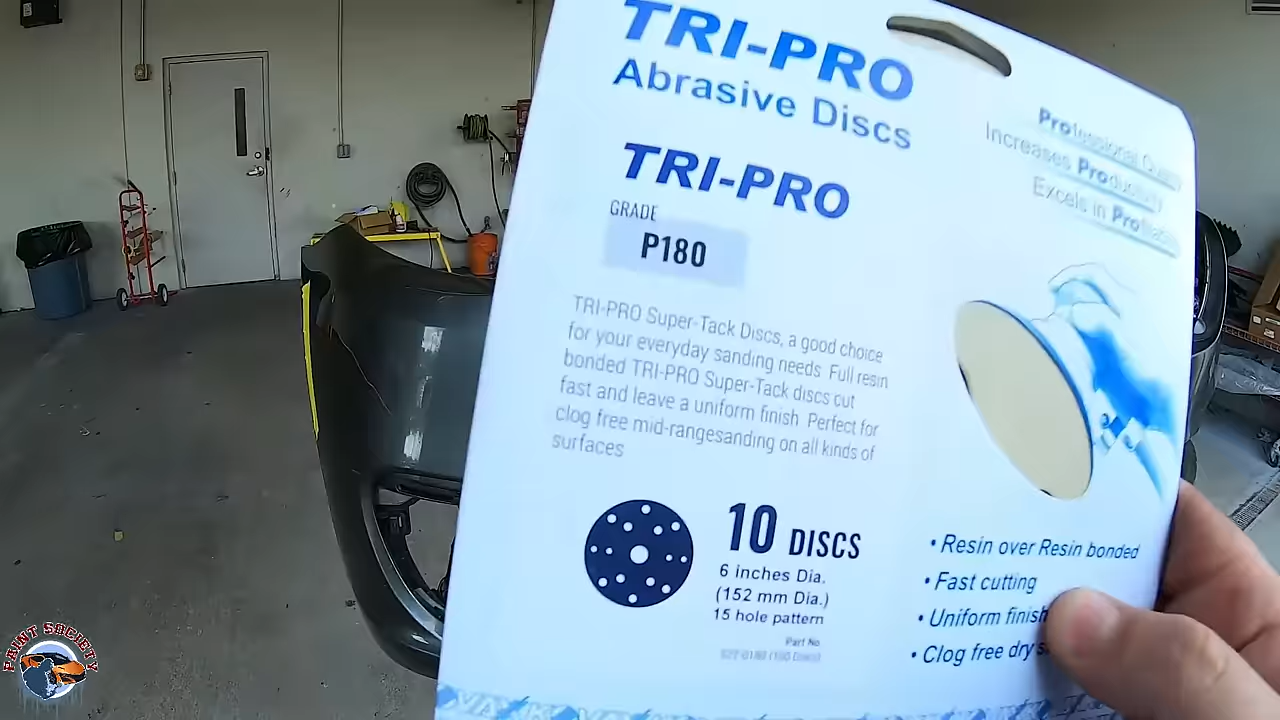 TRI-PRO
Abrasive Discs
Professional Quality
Increases Productivity
Excels in Profitability
TRI-PRO
GRADE
P180
TRI-PRO Super-Tack Discs, a good choice
for your everyday sanding needs. Full resin
bonded TRI-PRO Super-Tack discs cut
fast and leave a uniform finish. Perfect for
clog free mid-rangesanding on all kinds of
surfaces
10 DISCS
6 inches Dia.
(152 mm Dia.)
15 hole pattern
Part No
• Resin over Resin bonded
• Fast cutting
• Uniform finish
• Clog free dry
PAINT SOCIETY